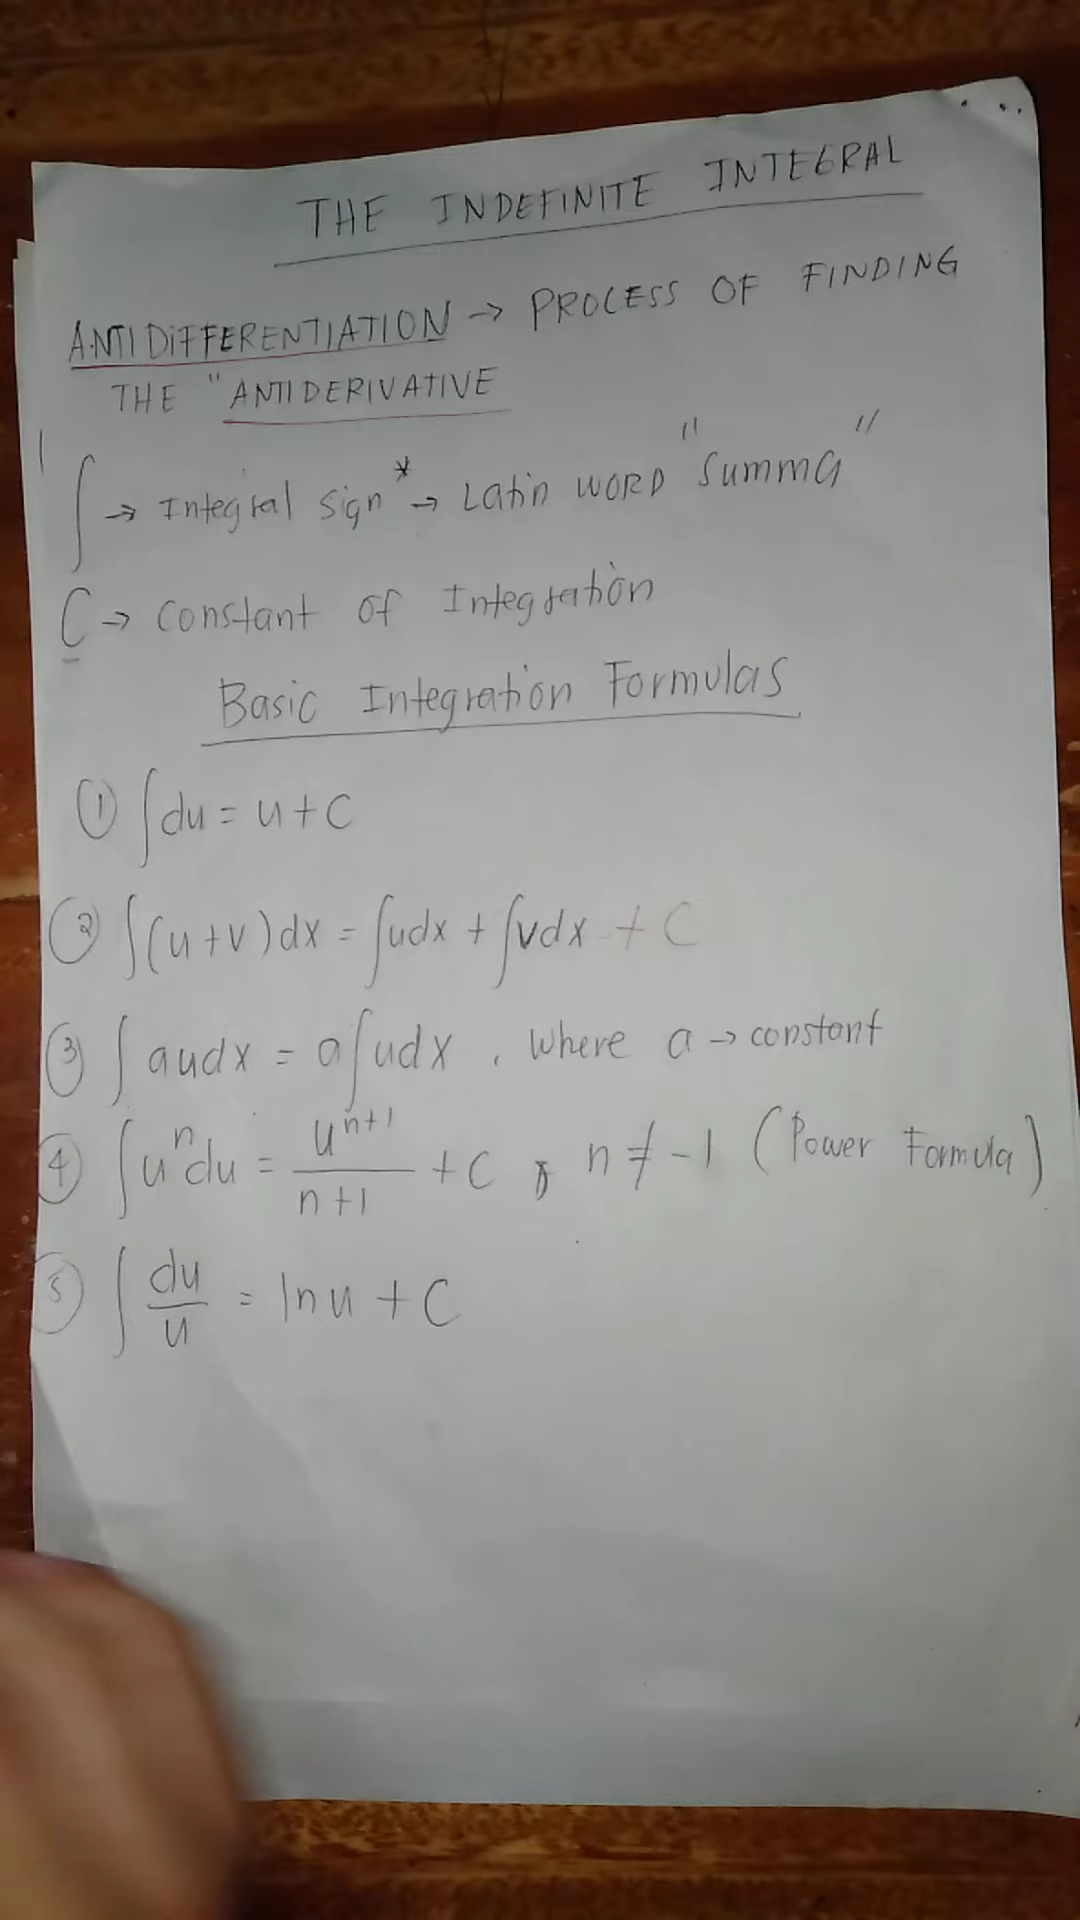 THE INDEFINITE INTEGRAL
ANTIDIFFERENTIATION → PROCESS OF FINDING
THE "ANTIDERIVATIVE
∫ → Integral sign* → Latin WORD "Summa"
C → Constant of Integration
Basic Integration Formulas
① ∫du = u + C
② ∫(u+v)dx = ∫udx + ∫vdx + C
③ ∫audx = a∫udx, where a → constant
④ ∫uⁿdu = uⁿ⁺¹/n+1 + C, n ≠ -1 (Power Formula)
⑤ ∫du/u = ln u + C